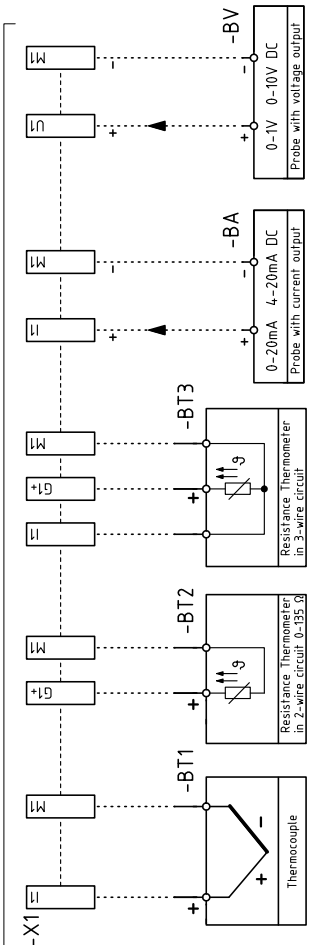 -X1
I1 M1 G1+ M1 I1 G1+ M1 I1 M1 U1 M1
+ - + -
-BT1 -BT2 -BT3 -BA -BV
+ + + + - + -
+ -
ϑ ϑ
Thermocouple
Resistance Thermometer
in 2-wire circuit 0-135 Ω
Resistance Thermometer
in 3-wire circuit
0-20mA 4-20mA DC
Probe with current output
0-1V 0-10V DC
Probe with voltage output